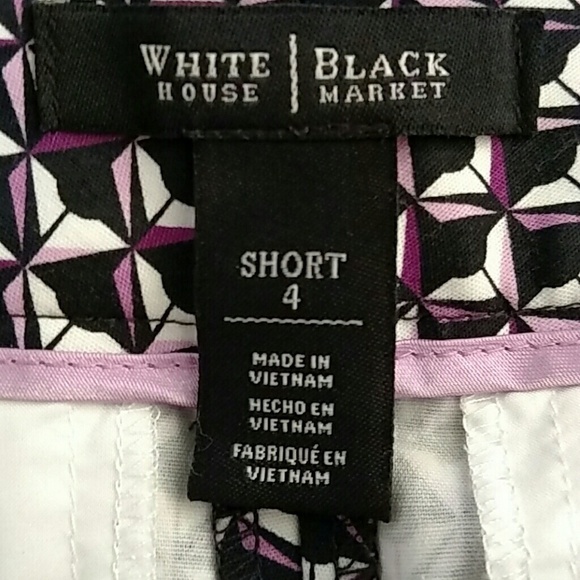 WHITE | BLACK
HOUSE | MARKET
SHORT
4
MADE IN
VIETNAM
HECHO EN
VIETNAM
FABRIQUÉ EN
VIETNAM